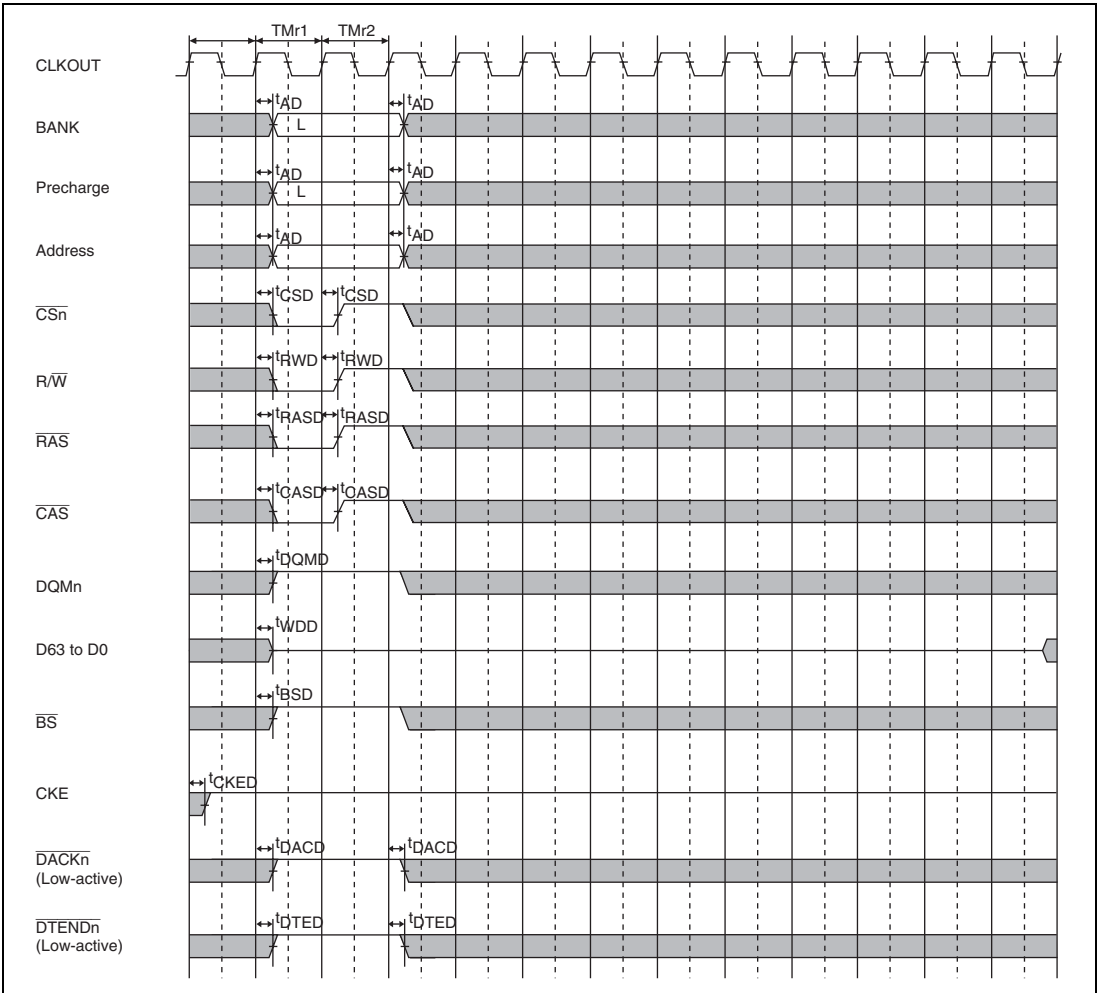 TMr1 TMr2
CLKOUT
tAD tAD
BANK L
tAD tAD
Precharge L
tAD tAD
Address
tCSD tCSD
CSn
tRWD tRWD
R/W
tRASD tRASD
RAS
tCASD tCASD
CAS
tDQMD
DQMn
tWDD
D63 to D0
tBSD
BS
tCKED
CKE
tDACD tDACD
DACKn
(Low-active)
tDTED tDTED
DTENDn
(Low-active)